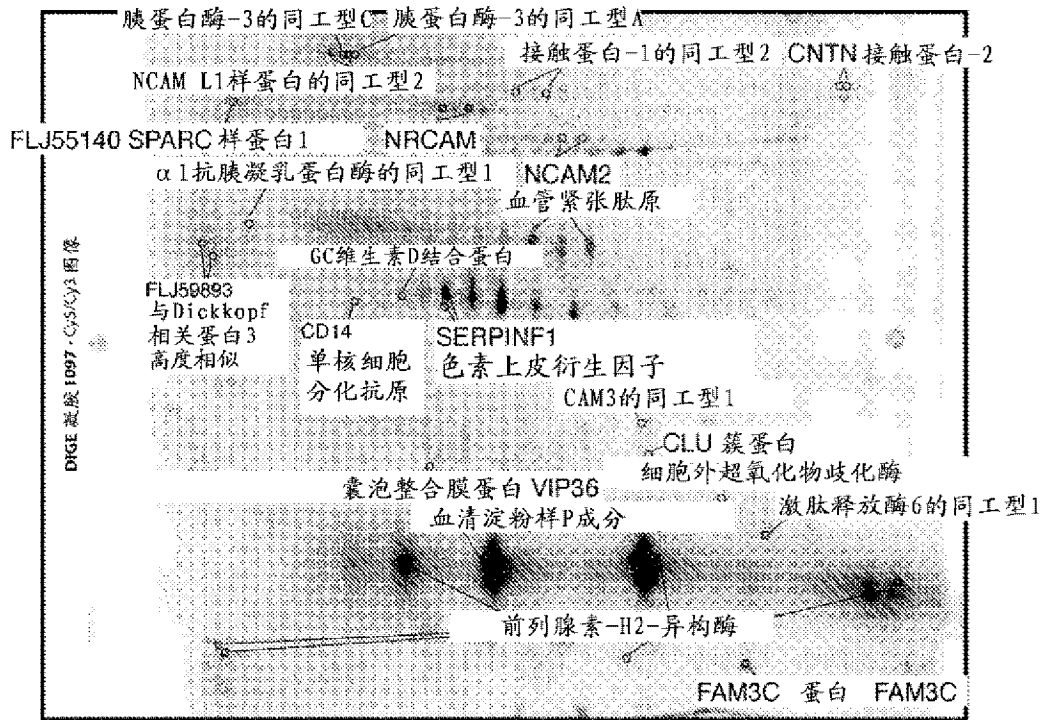 胰蛋白酶-3的同工型C 胰蛋白酶-3的同工型A
接触蛋白-1的同工型2 CNTN 接触蛋白-2
NCAM L1样蛋白的同工型2
FLJ55140 SPARC 样蛋白1 NRCAM
α1抗胰凝乳蛋白酶的同工型1 NCAM2
血管紧张肽原
GC维生素D结合蛋白
FLJ59893
与Dickkopf
相关蛋白3
高度相似
CD14
单核细胞
分化抗原
SERPINF1
色素上皮衍生因子
CAM3的同工型1
CLU 簇蛋白
细胞外超氧化物歧化酶
囊泡整合膜蛋白 VIP36
血清淀粉样P成分
激肽释放酶6的同工型1
前列腺素-H2-异构酶
FAM3C 蛋白 FAM3C
DIGE 凝胶 1097 - Cy5/Cy3 图像